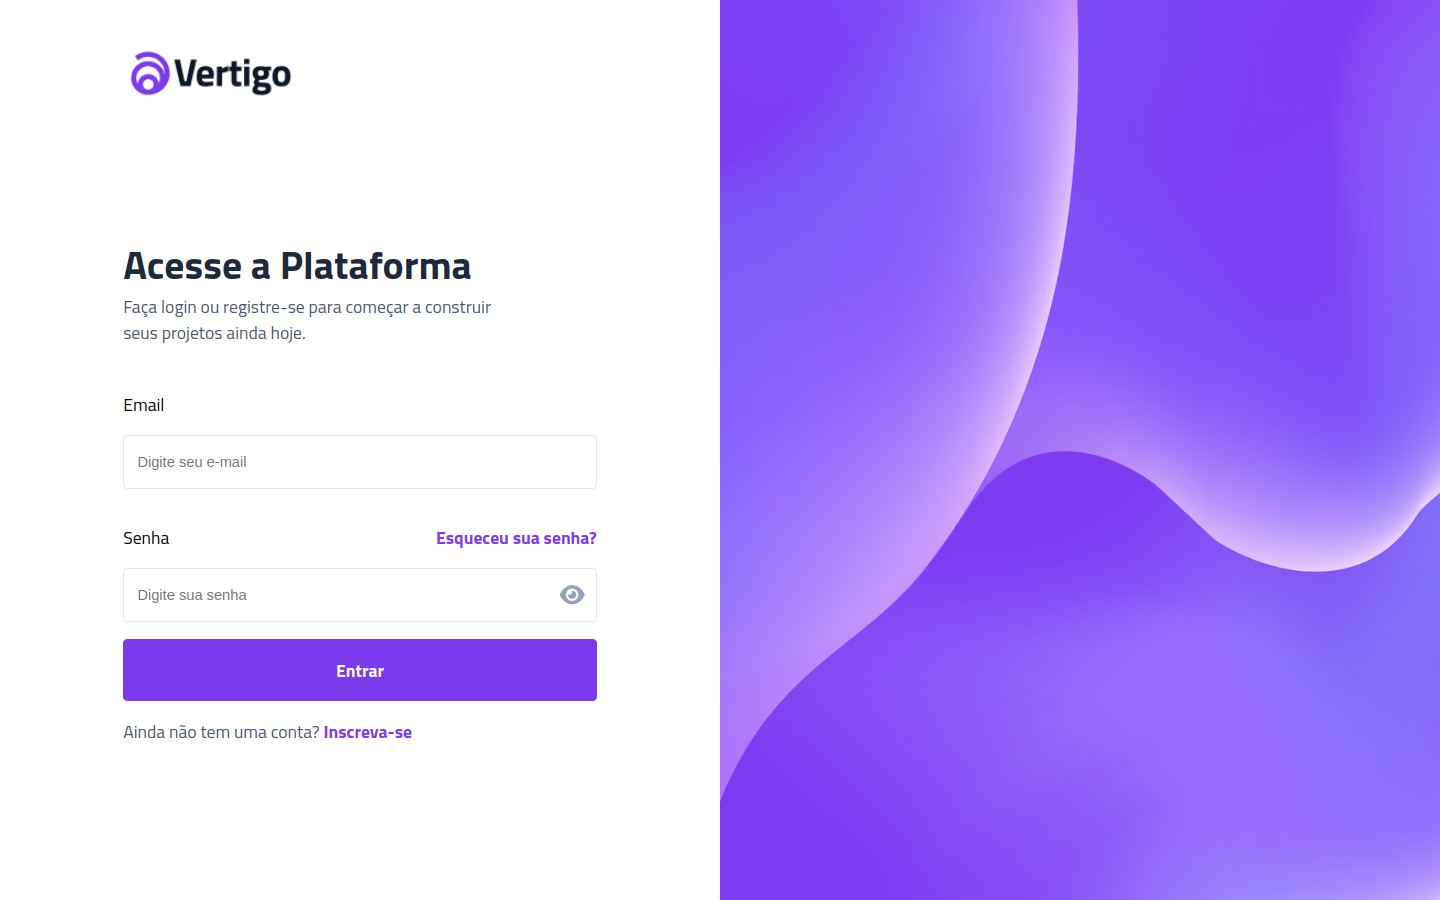 Vertigo
Acesse a Plataforma
Faça login ou registre-se para começar a construir
seus projetos ainda hoje.
Email
Digite seu e-mail
Senha
Esqueceu sua senha?
Digite sua senha
Entrar
Ainda não tem uma conta? Inscreva-se